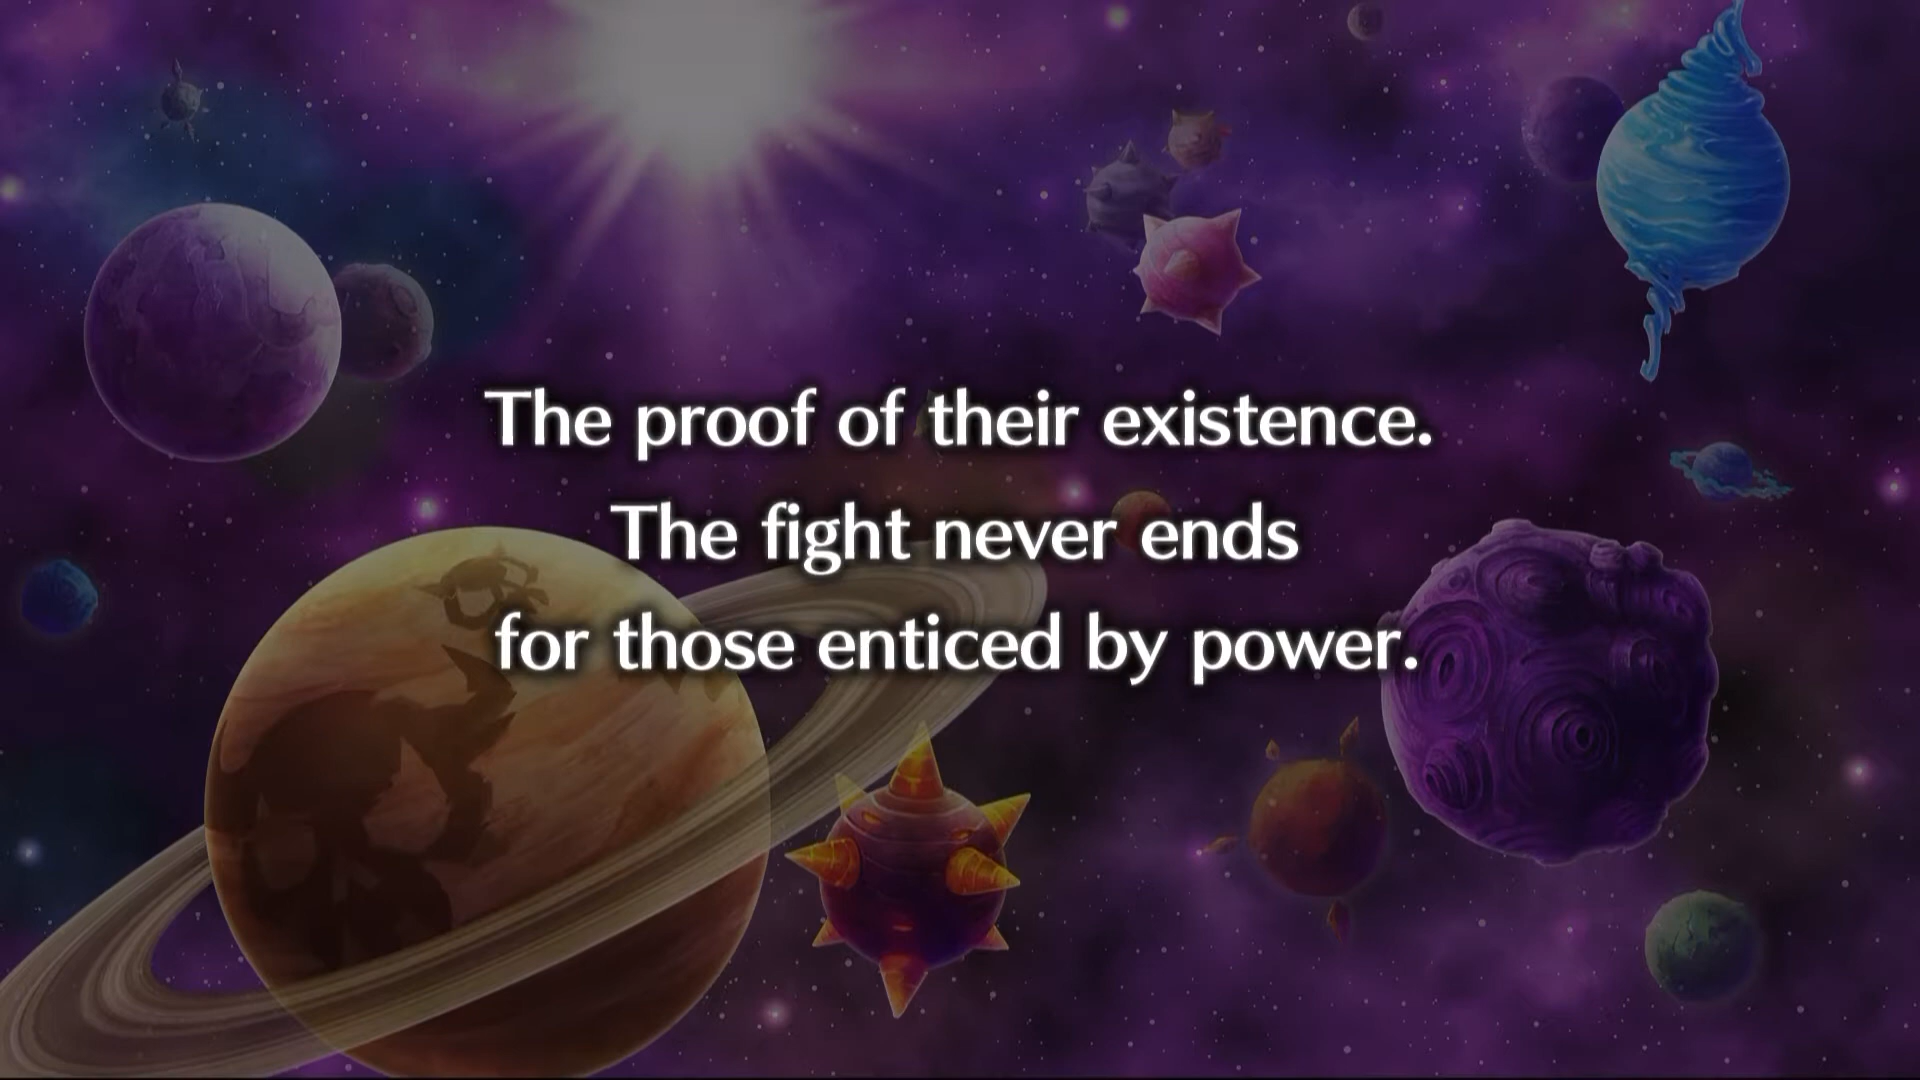 The proof of their existence.
The fight never ends
for those enticed by power.